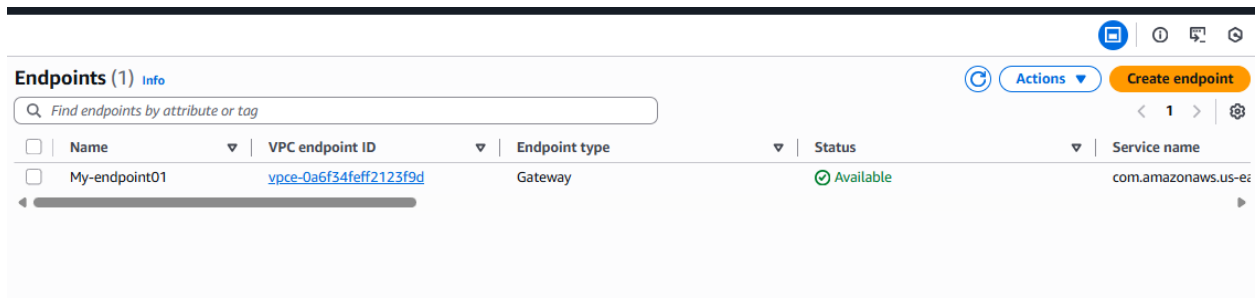 Endpoints (1) Info
Actions
Create endpoint
Find endpoints by attribute or tag
1
Name VPC endpoint ID Endpoint type Status Service name
My-endpoint01 vpce-0a6f34feff2123f9d Gateway Available com.amazonaws.us-ea